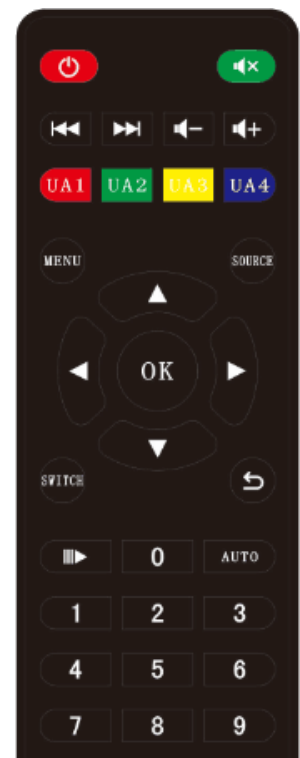 UA1 UA2 UA3 UA4
MENU SOURCE
OK
SWITCH
0 AUTO
1 2 3
4 5 6
7 8 9